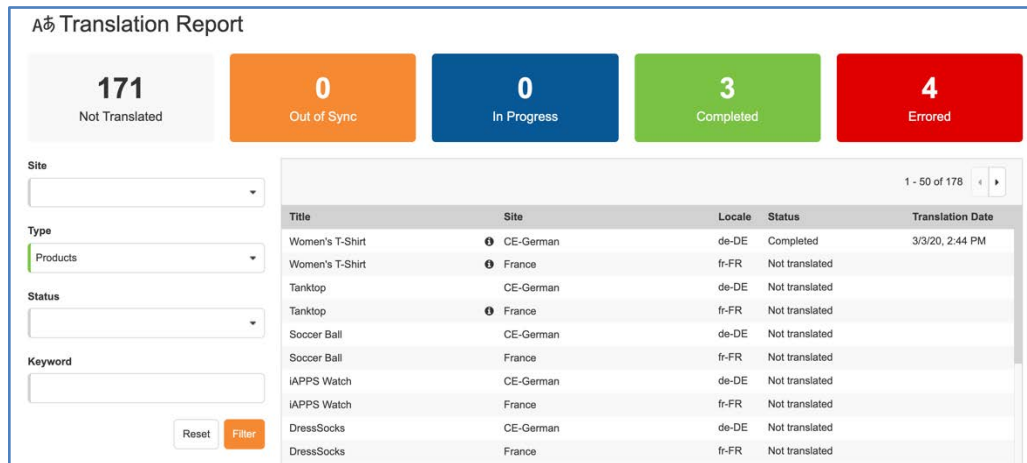 Aあ Translation Report
171
Not Translated
0
Out of Sync
0
In Progress
3
Completed
4
Errored
Site
Type
Products
Status
Keyword
Reset Filter
1 - 50 of 178
Title Site Locale Status Translation Date
Women's T-Shirt CE-German de-DE Completed 3/3/20, 2:44 PM
Women's T-Shirt France fr-FR Not translated
Tanktop CE-German de-DE Not translated
Tanktop France fr-FR Not translated
Soccer Ball CE-German de-DE Not translated
Soccer Ball France fr-FR Not translated
iAPPS Watch CE-German de-DE Not translated
iAPPS Watch France fr-FR Not translated
DressSocks CE-German de-DE Not translated
DressSocks France fr-FR Not translated